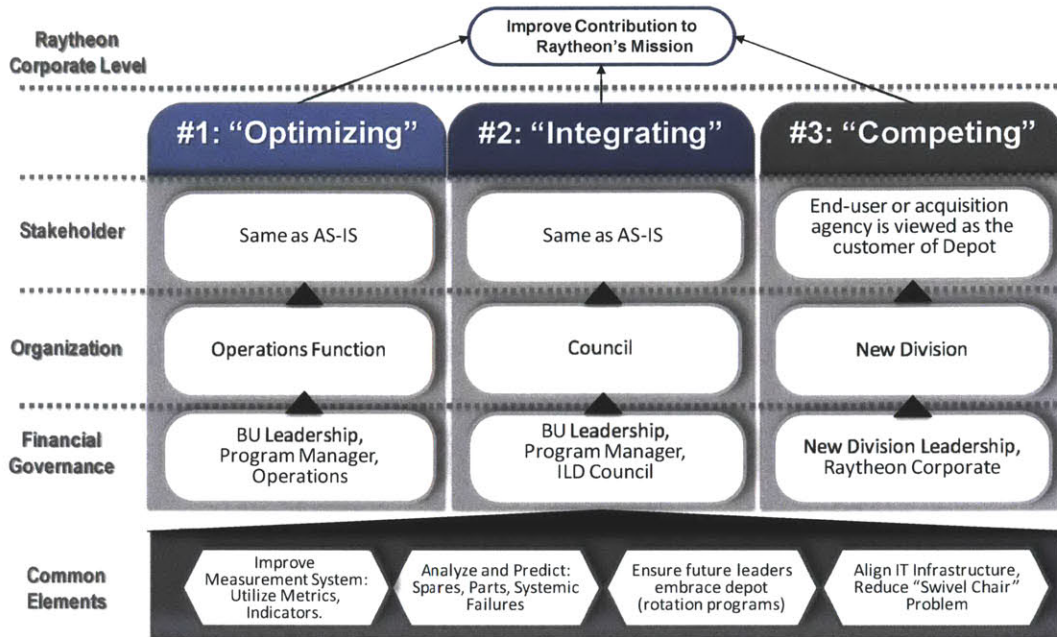 Raytheon
Corporate Level
Improve Contribution to
Raytheon's Mission
#1: "Optimizing"
#2: "Integrating"
#3: "Competing"
Stakeholder
Same as AS-IS
Same as AS-IS
End-user or acquisition
agency is viewed as the
customer of Depot
Organization
Operations Function
Council
New Division
Financial
Governance
BU Leadership,
Program Manager,
Operations
BU Leadership,
Program Manager,
ILD Council
New Division Leadership,
Raytheon Corporate
Common
Elements
Improve
Measurement System:
Utilize Metrics,
Indicators.
Analyze and Predict:
Spares, Parts, Systemic
Failures
Ensure future leaders
embrace depot
(rotation programs)
Align IT Infrastructure,
Reduce "Swivel Chair"
Problem